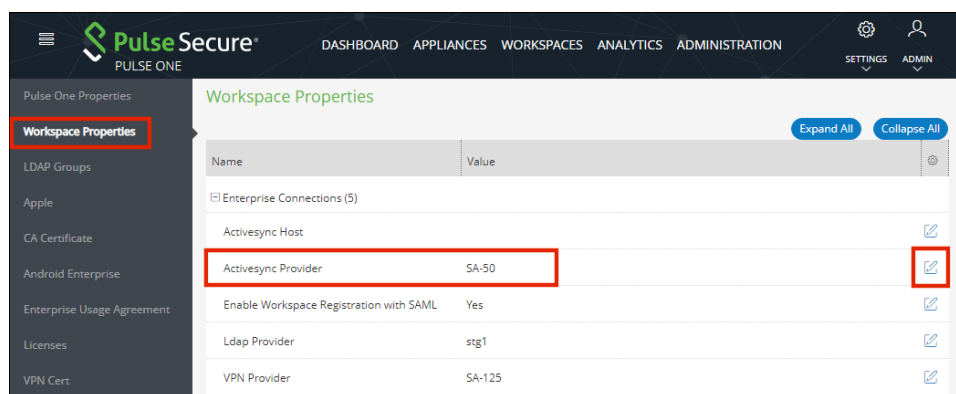 Pulse Secure®
PULSE ONE
DASHBOARD APPLIANCES WORKSPACES ANALYTICS ADMINISTRATION
SETTINGS ADMIN
Pulse One Properties
Workspace Properties
LDAP Groups
Apple
CA Certificate
Android Enterprise
Enterprise Usage Agreement
Licenses
VPN Cert
Workspace Properties
Expand All Collapse All
Name Value
Enterprise Connections (5)
Activesync Host
Activesync Provider SA-50
Enable Workspace Registration with SAML Yes
Ldap Provider stg1
VPN Provider SA-125